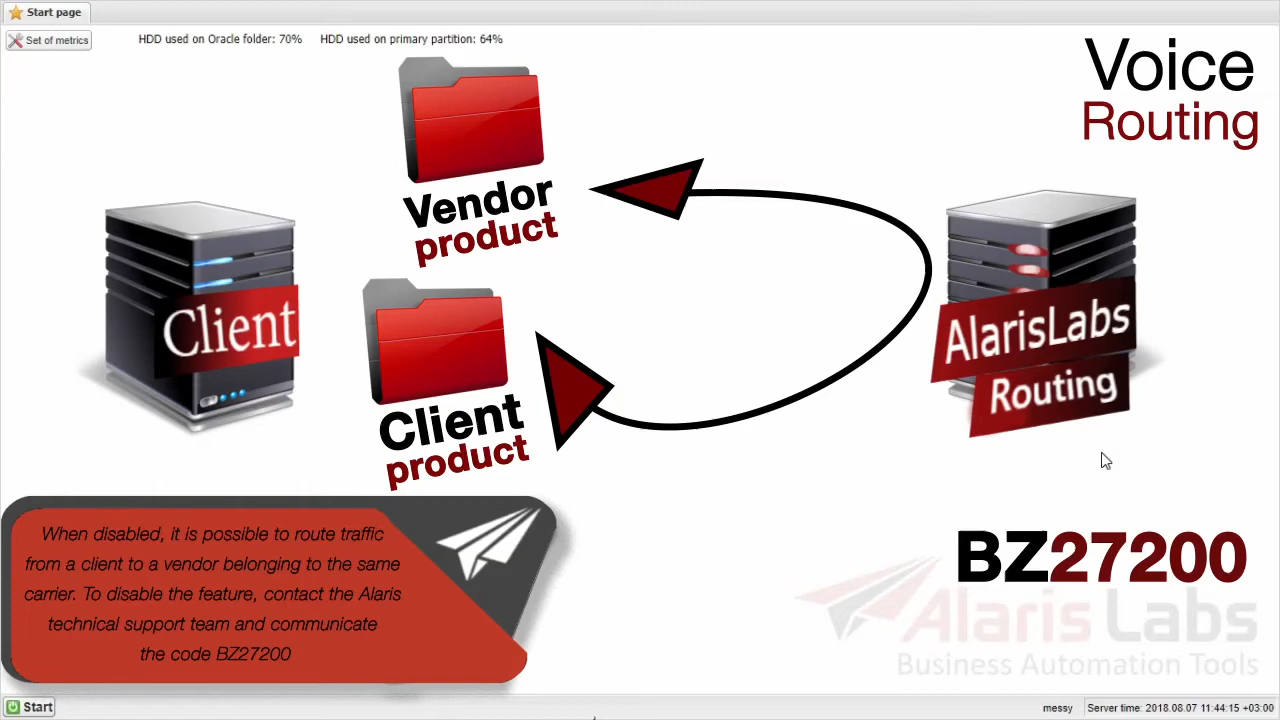 Start page
Set of metrics
HDD used on Oracle folder: 70%
HDD used on primary partition: 64%
Voice
Routing
Vendor
product
Client
AlarisLabs
Routing
Client
product
When disabled, it is possible to route traffic
from a client to a vendor belonging to the same
carrier. To disable the feature, contact the Alaris
technical support team and communicate
the code BZ27200
BZ27200
Alaris Labs
Business Automation Tools
Start
messy
Server time: 2018.08.07 11:44:15 +03:00